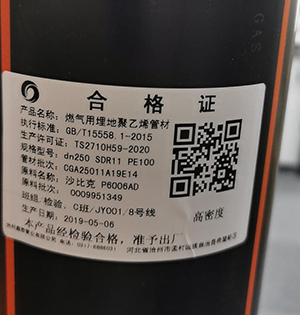 GAS
合格证
产品名称: 燃气用埋地聚乙烯管材
执行标准: GB/T15558.1-2015
生产许可证: TS2710H59-2020
规格型号: dn250 SDR11 PE100
管材批次: CGA25011A19E14
原料名称: 沙比克 P6006AD
原料批次: 0009951349
班组,检验, C班/JY001/8号线
生产日期: 2019-05-06
高密度
本产品经检验合格，准予出厂